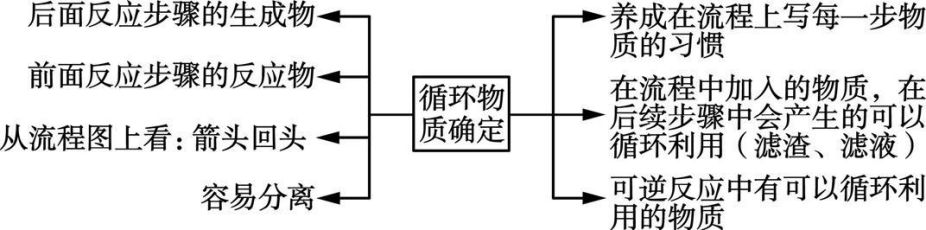 后面反应步骤的生成物
前面反应步骤的反应物
从流程图上看：箭头回头
容易分离
循环物
质确定
养成在流程上写每一步物
质的习惯
在流程中加入的物质，在
后续步骤中会产生的可以
循环利用（滤渣、滤液）
可逆反应中有可以循环利
用的物质